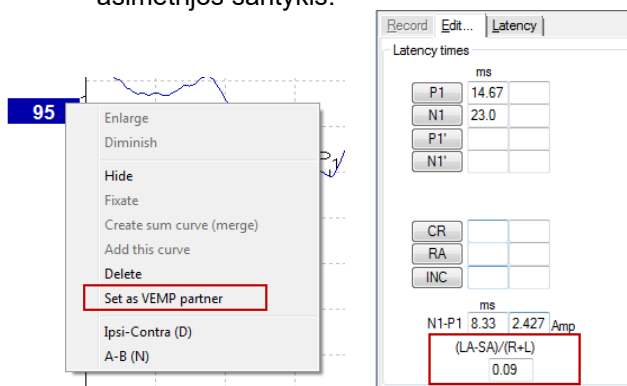 asimetrijos santykis.
95
Enlarge
Diminish
Hide
Fixate
Create sum curve (merge)
Add this curve
Delete
Set as VEMP partner
Ipsi-Contra (D)
A-B (N)
Record Edit... Latency
Latency times
ms
P1 14.67
N1 23.0
P1'
N1'
CR
RA
INC
ms
N1-P1 8.33 2.427 Amp
(LA-SA)/(R+L)
0.09